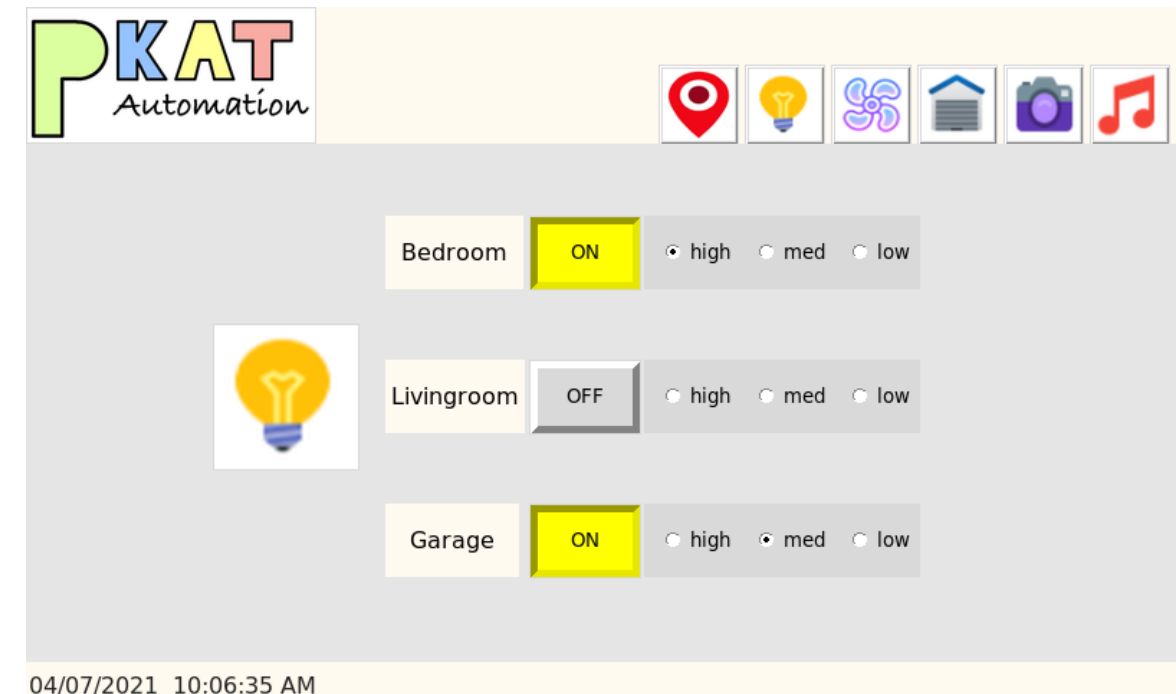 PKAT
Automation
Bedroom ON high med low
Livingroom OFF high med low
Garage ON high med low
04/07/2021 10:06:35 AM